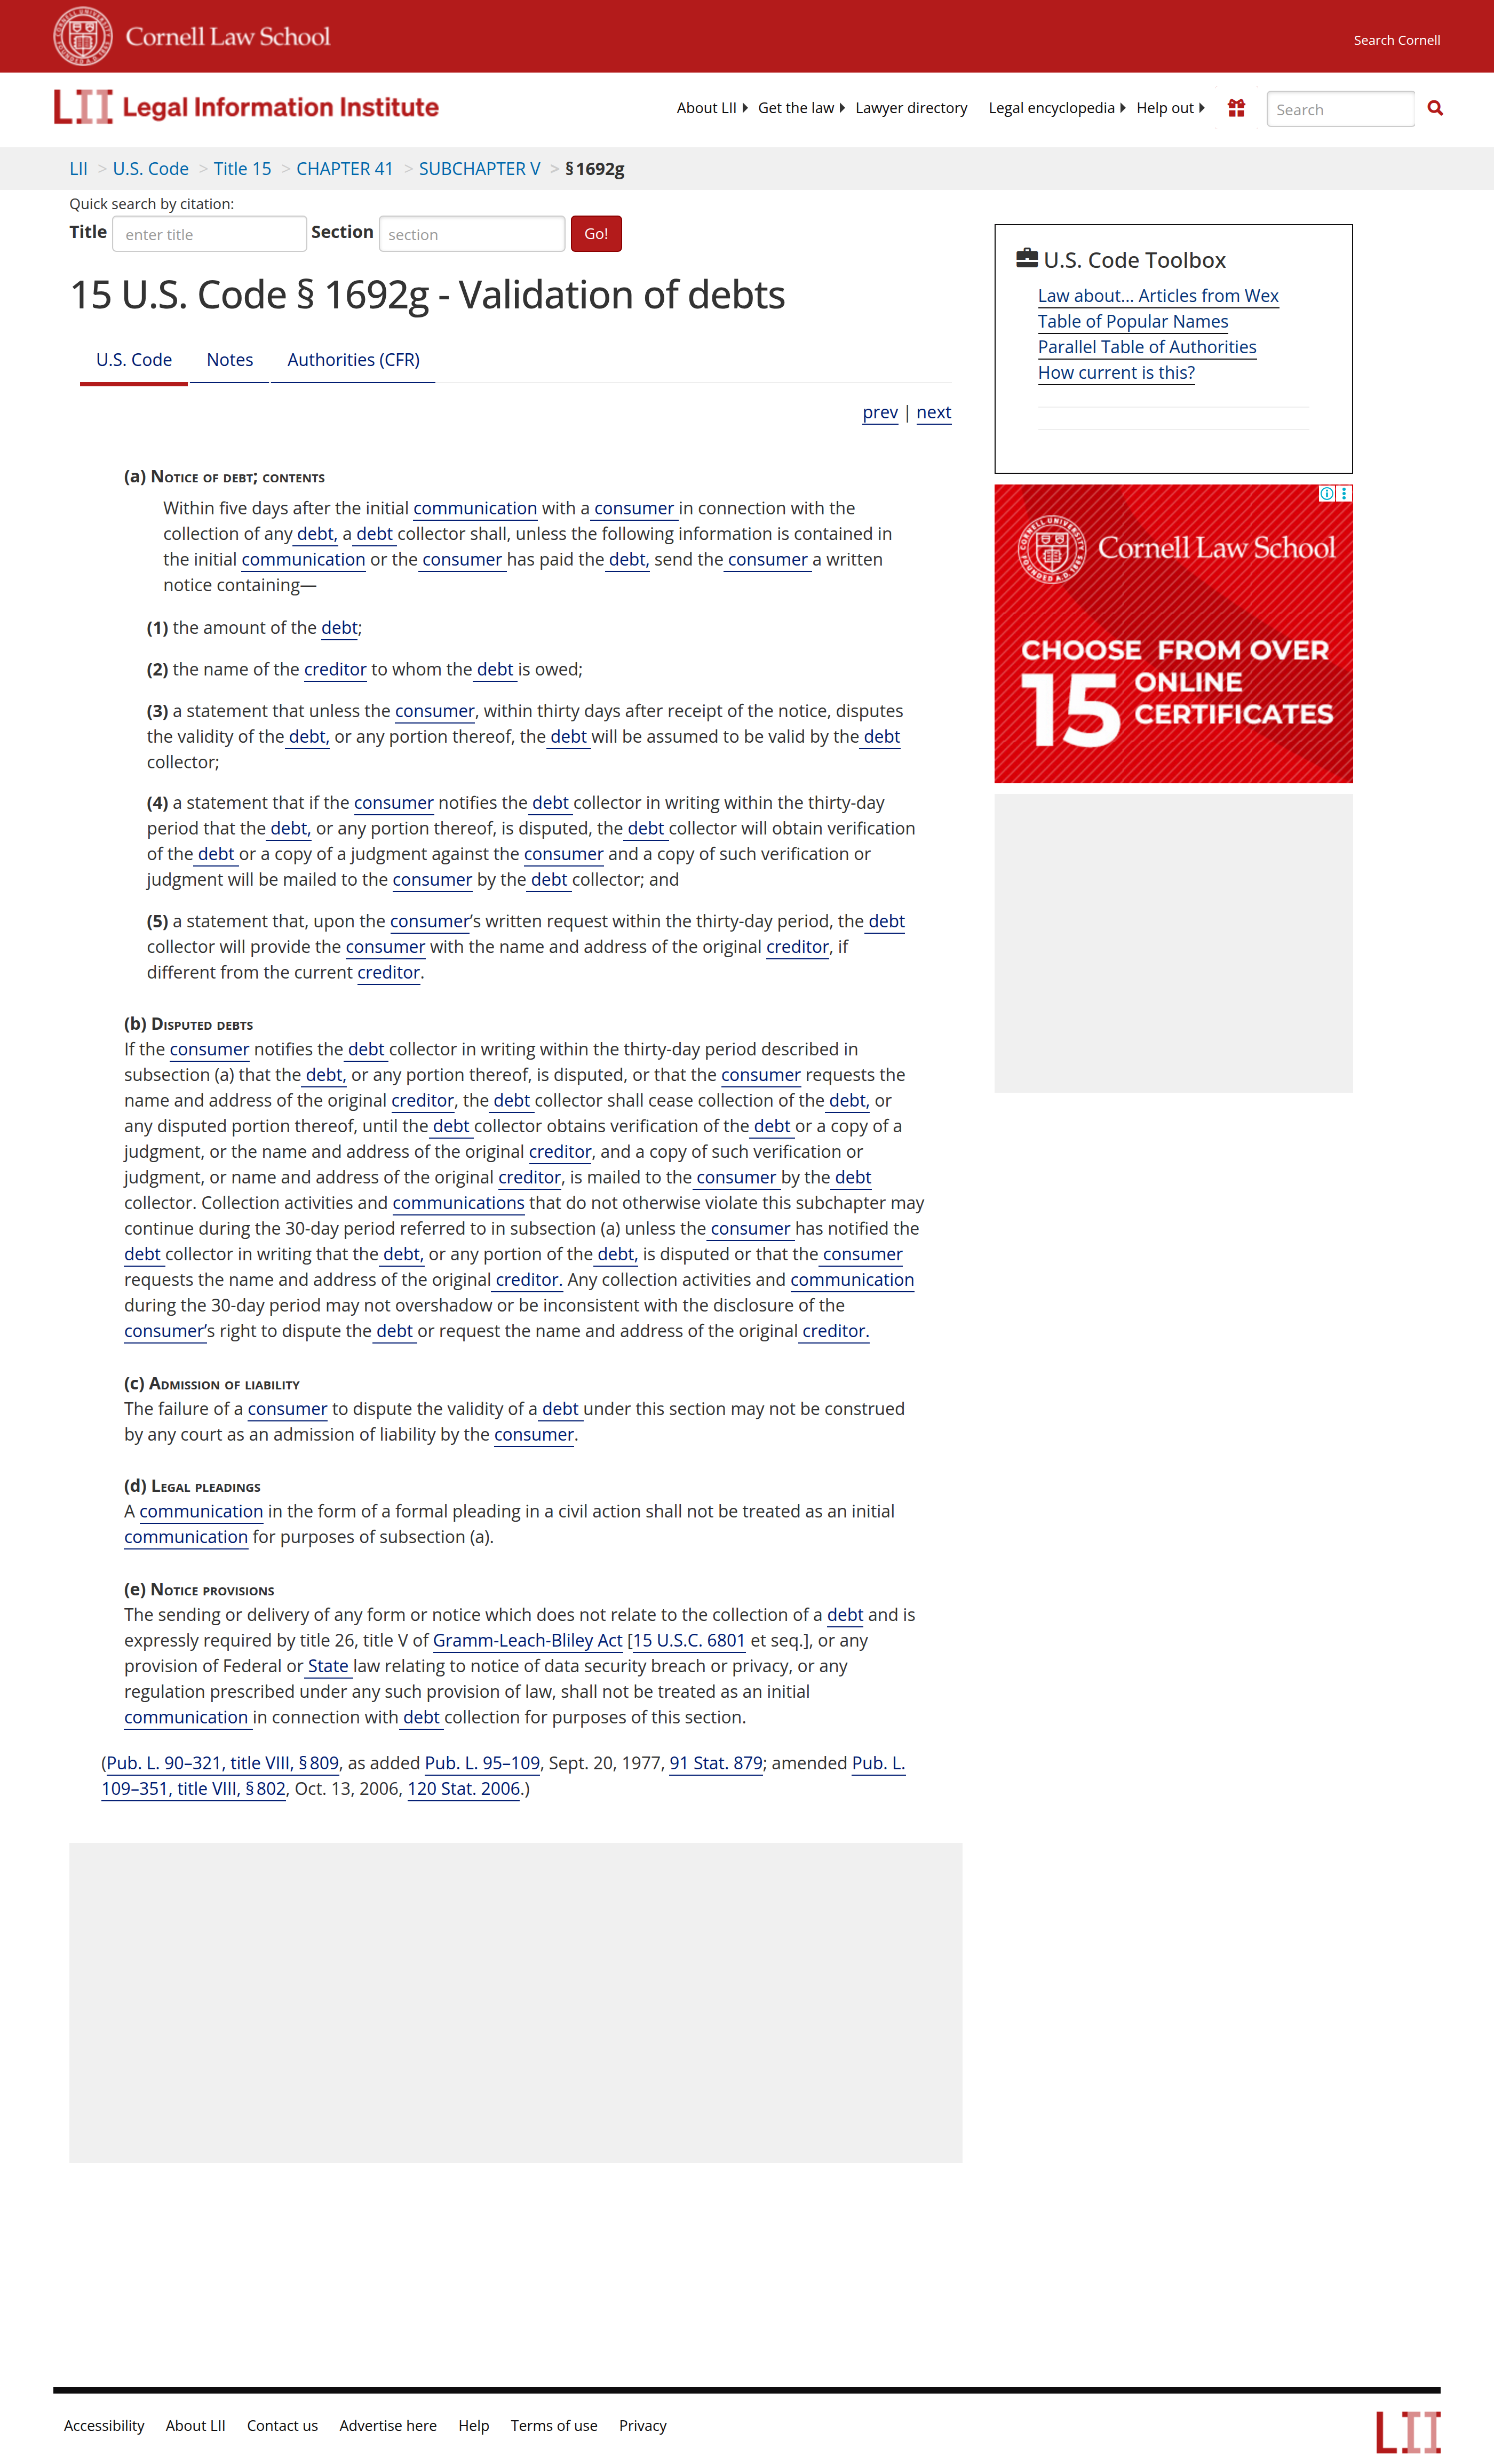 Cornell Law School
Search Cornell
LII Legal Information Institute
About LII
Get the law
Lawyer directory
Legal encyclopedia
Help out
Search
LII > U.S. Code > Title 15 > CHAPTER 41 > SUBCHAPTER V > § 1692g
Quick search by citation:
Title enter title Section section Go!
15 U.S. Code § 1692g - Validation of debts
U.S. Code Notes Authorities (CFR)
prev | next
(a) Notice of debt; contents
Within five days after the initial communication with a consumer in connection with the
collection of any debt, a debt collector shall, unless the following information is contained in
the initial communication or the consumer has paid the debt, send the consumer a written
notice containing—
(1) the amount of the debt;
(2) the name of the creditor to whom the debt is owed;
(3) a statement that unless the consumer, within thirty days after receipt of the notice, disputes
the validity of the debt, or any portion thereof, the debt will be assumed to be valid by the debt
collector;
(4) a statement that if the consumer notifies the debt collector in writing within the thirty-day
period that the debt, or any portion thereof, is disputed, the debt collector will obtain verification
of the debt or a copy of a judgment against the consumer and a copy of such verification or
judgment will be mailed to the consumer by the debt collector; and
(5) a statement that, upon the consumer’s written request within the thirty-day period, the debt
collector will provide the consumer with the name and address of the original creditor, if
different from the current creditor.
(b) Disputed debts
If the consumer notifies the debt collector in writing within the thirty-day period described in
subsection (a) that the debt, or any portion thereof, is disputed, or that the consumer requests the
name and address of the original creditor, the debt collector shall cease collection of the debt, or
any disputed portion thereof, until the debt collector obtains verification of the debt or a copy of a
judgment, or the name and address of the original creditor, and a copy of such verification or
judgment, or name and address of the original creditor, is mailed to the consumer by the debt
collector. Collection activities and communications that do not otherwise violate this subchapter may
continue during the 30-day period referred to in subsection (a) unless the consumer has notified the
debt collector in writing that the debt, or any portion of the debt, is disputed or that the consumer
requests the name and address of the original creditor. Any collection activities and communication
during the 30-day period may not overshadow or be inconsistent with the disclosure of the
consumer’s right to dispute the debt or request the name and address of the original creditor.
(c) Admission of liability
The failure of a consumer to dispute the validity of a debt under this section may not be construed
by any court as an admission of liability by the consumer.
(d) Legal pleadings
A communication in the form of a formal pleading in a civil action shall not be treated as an initial
communication for purposes of subsection (a).
(e) Notice provisions
The sending or delivery of any form or notice which does not relate to the collection of a debt and is
expressly required by title 26, title V of Gramm-Leach-Bliley Act [15 U.S.C. 6801 et seq.], or any
provision of Federal or State law relating to notice of data security breach or privacy, or any
regulation prescribed under any such provision of law, shall not be treated as an initial
communication in connection with debt collection for purposes of this section.
(Pub. L. 90–321, title VIII, § 809, as added Pub. L. 95–109, Sept. 20, 1977, 91 Stat. 879; amended Pub. L.
109–351, title VIII, § 802, Oct. 13, 2006, 120 Stat. 2006.)
U.S. Code Toolbox
Law about... Articles from Wex
Table of Popular Names
Parallel Table of Authorities
How current is this?
Cornell Law School
CHOOSE FROM OVER
15 ONLINE
CERTIFICATES
Accessibility About LII Contact us Advertise here Help Terms of use Privacy
LII